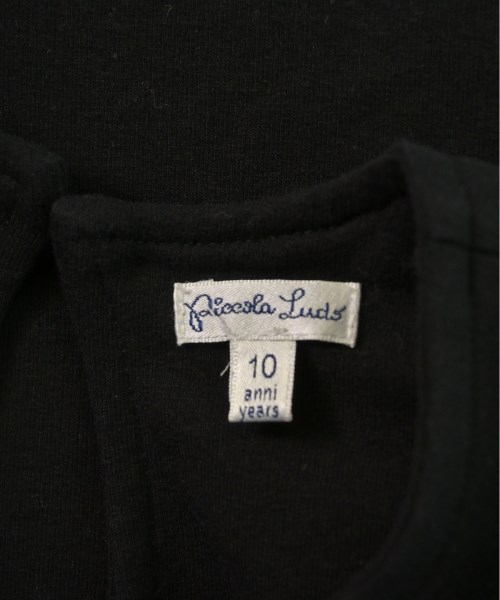 Piccola Ludo
10
anni
years